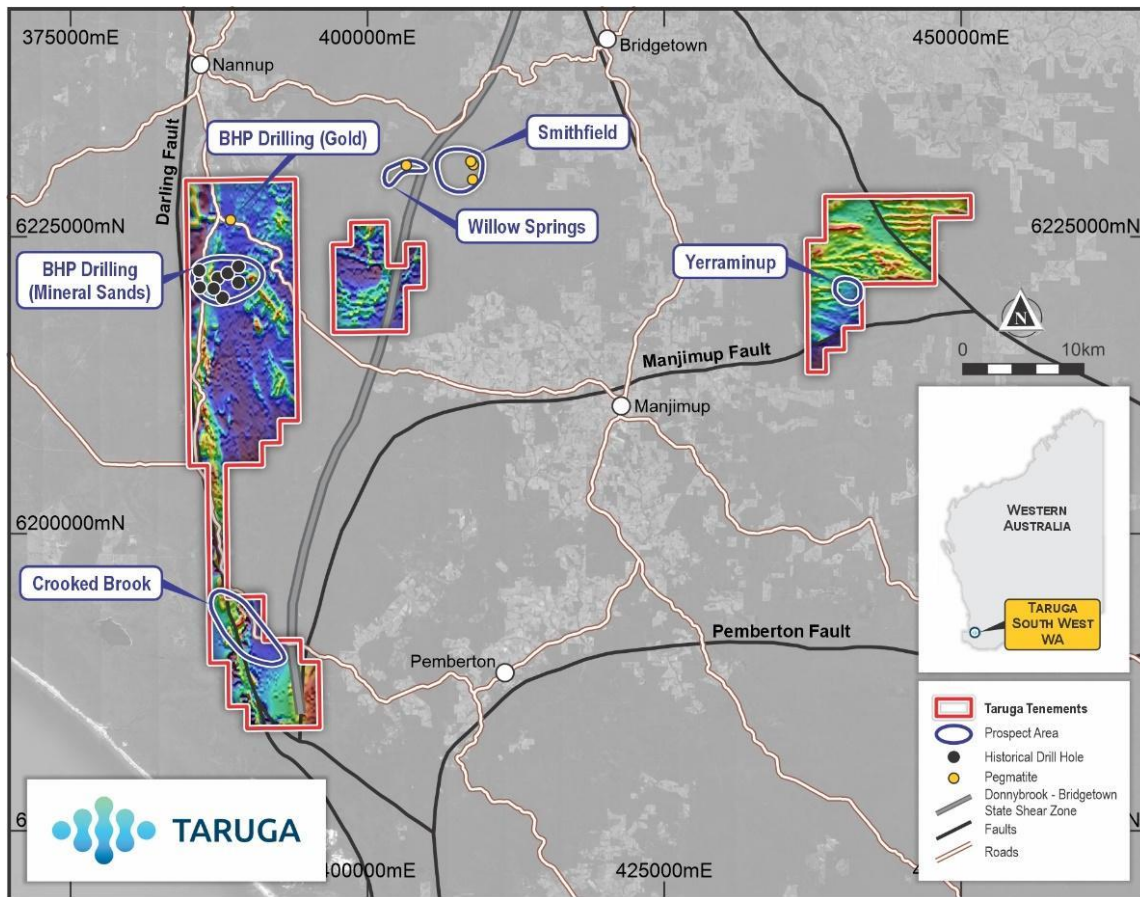 375000mE
400000mE
450000mE
Nannup
Bridgetown
BHP Drilling (Gold)
Smithfield
Darling Fault
Willow Springs
6225000mN
6225000mN
BHP Drilling
(Mineral Sands)
Yerraminup
N
0 10km
Manjimup Fault
Manjimup
6200000mN
WESTERN
AUSTRALIA
Crooked Brook
TARUGA
SOUTH WEST
WA
Pemberton Fault
Pemberton
Taruga Tenements
Prospect Area
Historical Drill Hole
Pegmatite
Donnybrook - Bridgetown
State Shear Zone
Faults
Roads
TARUGA
400000mE
425000mE